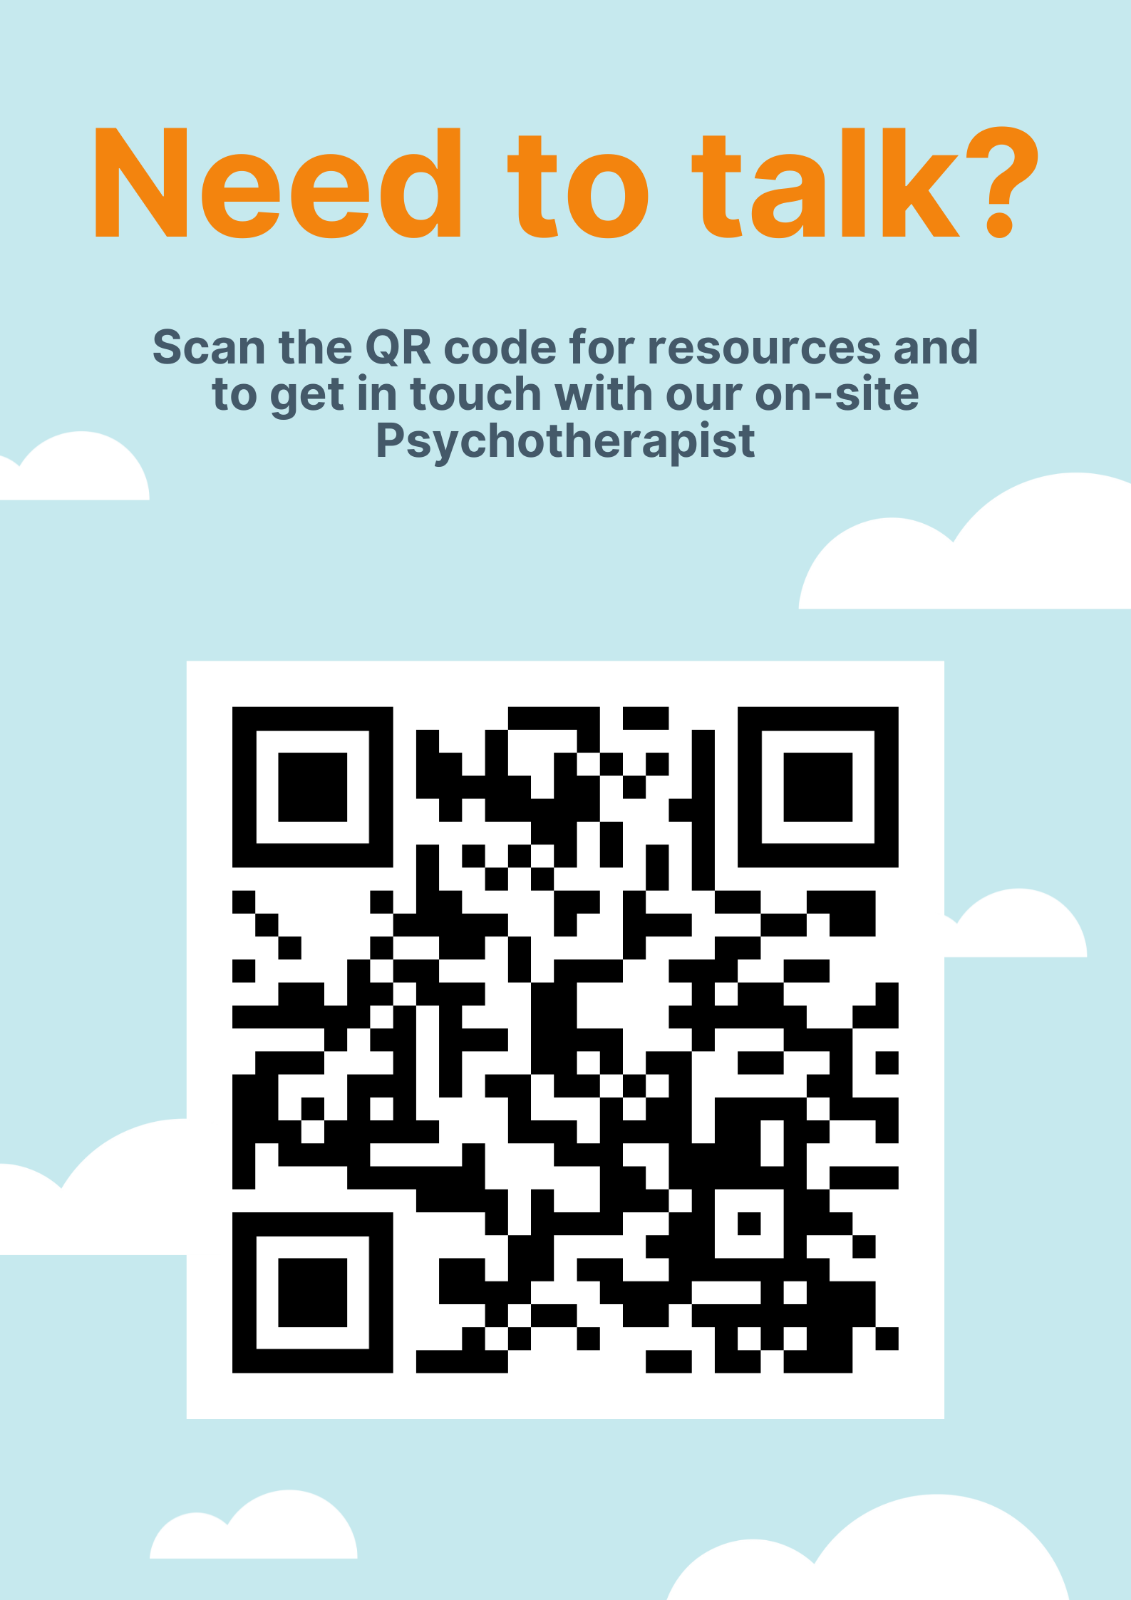 Need to talk?
Scan the QR code for resources and
to get in touch with our on-site
Psychotherapist